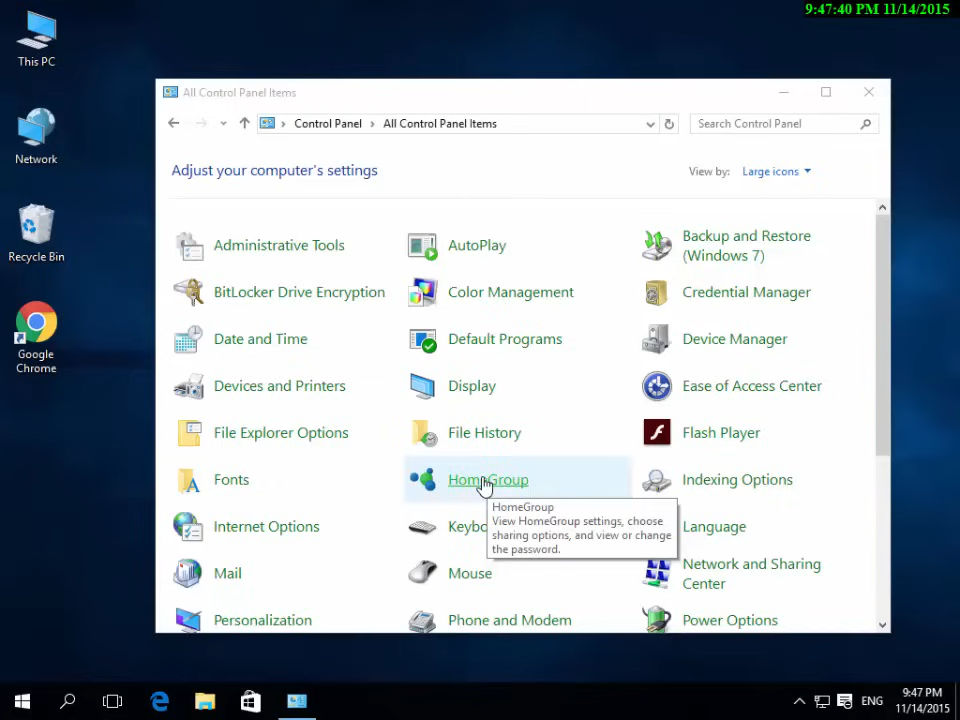 9:47:40 PM 11/14/2015
This PC
Network
Recycle Bin
Google
Chrome
All Control Panel Items
Control Panel
All Control Panel Items
Search Control Panel
Adjust your computer's settings
View by:
Large icons
Administrative Tools
AutoPlay
Backup and Restore
(Windows 7)
BitLocker Drive Encryption
Color Management
Credential Manager
Date and Time
Default Programs
Device Manager
Devices and Printers
Display
Ease of Access Center
File Explorer Options
File History
Flash Player
Fonts
HomeGroup
Indexing Options
HomeGroup
View HomeGroup settings, choose
sharing options, and view or change
the password.
Internet Options
Keybo
Language
Mail
Mouse
Network and Sharing
Center
Personalization
Phone and Modem
Power Options
ENG
9:47 PM
11/14/2015